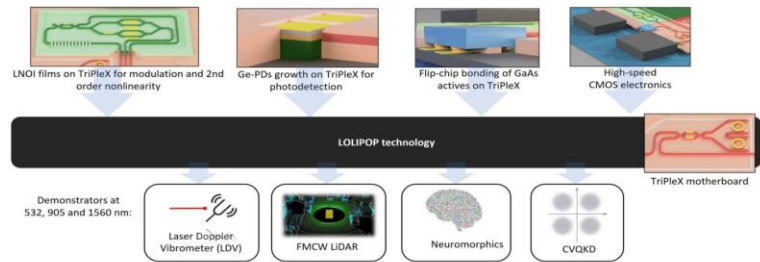 LNOI films on TriPleX for modulation and 2nd
order nonlinearity
Ge-PDs growth on TriPleX for
photodetection
Flip-chip bonding of GaAs
actives on TriPleX
High-speed
CMOS electronics
LOLIPOP technology
TriPleX motherboard
Demonstrators at
532, 905 and 1560 nm:
Laser Doppler
Vibrometer (LDV)
FMCW LiDAR
Neuromorphics
CVQKD